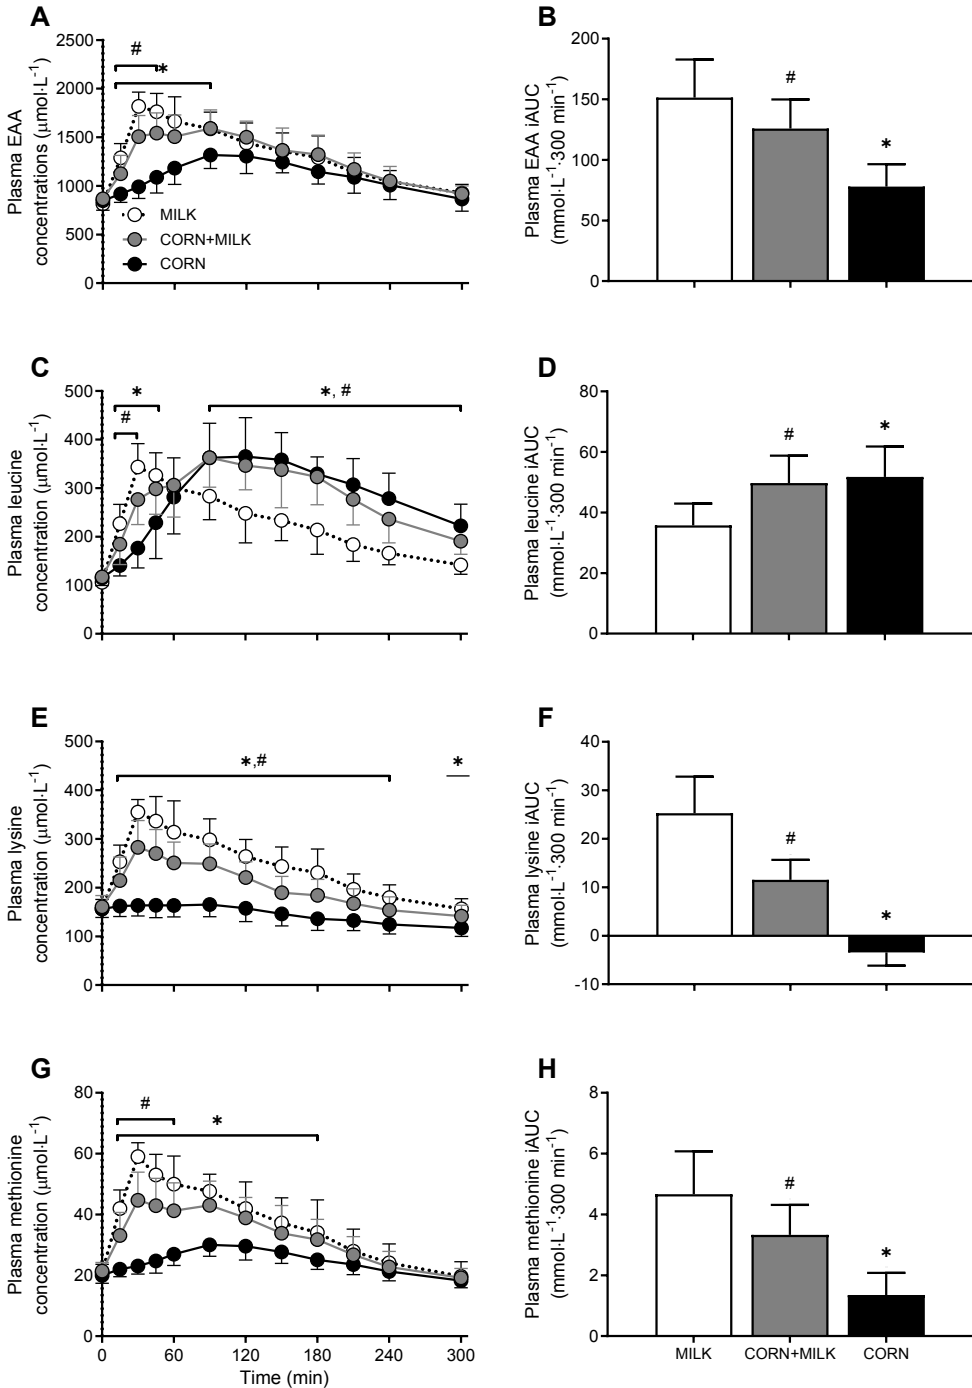 A
Plasma EAA
concentrations (μmol·L⁻¹)
2500
2000
1500
1000
500
0
#
*
MILK
CORN+MILK
CORN
B
Plasma EAA iAUC
(mmol·L⁻¹·300 min⁻¹)
200
150
100
50
0
#
*
C
Plasma leucine
concentration (μmol·L⁻¹)
500
400
300
200
100
0
*
#
*, #
D
Plasma leucine iAUC
(mmol·L⁻¹·300 min⁻¹)
80
60
40
20
0
#
*
E
Plasma lysine
concentration (μmol·L⁻¹)
500
400
300
200
100
0
*,#
*
F
Plasma lysine iAUC
(mmol·L⁻¹·300 min⁻¹)
40
30
20
10
0
-10
#
*
G
Plasma methionine
concentration (μmol·L⁻¹)
80
60
40
20
0
#
*
0 60 120 180 240 300
Time (min)
H
Plasma methionine iAUC
(mmol·L⁻¹·300 min⁻¹)
8
6
4
2
0
#
*
MILK CORN+MILK CORN